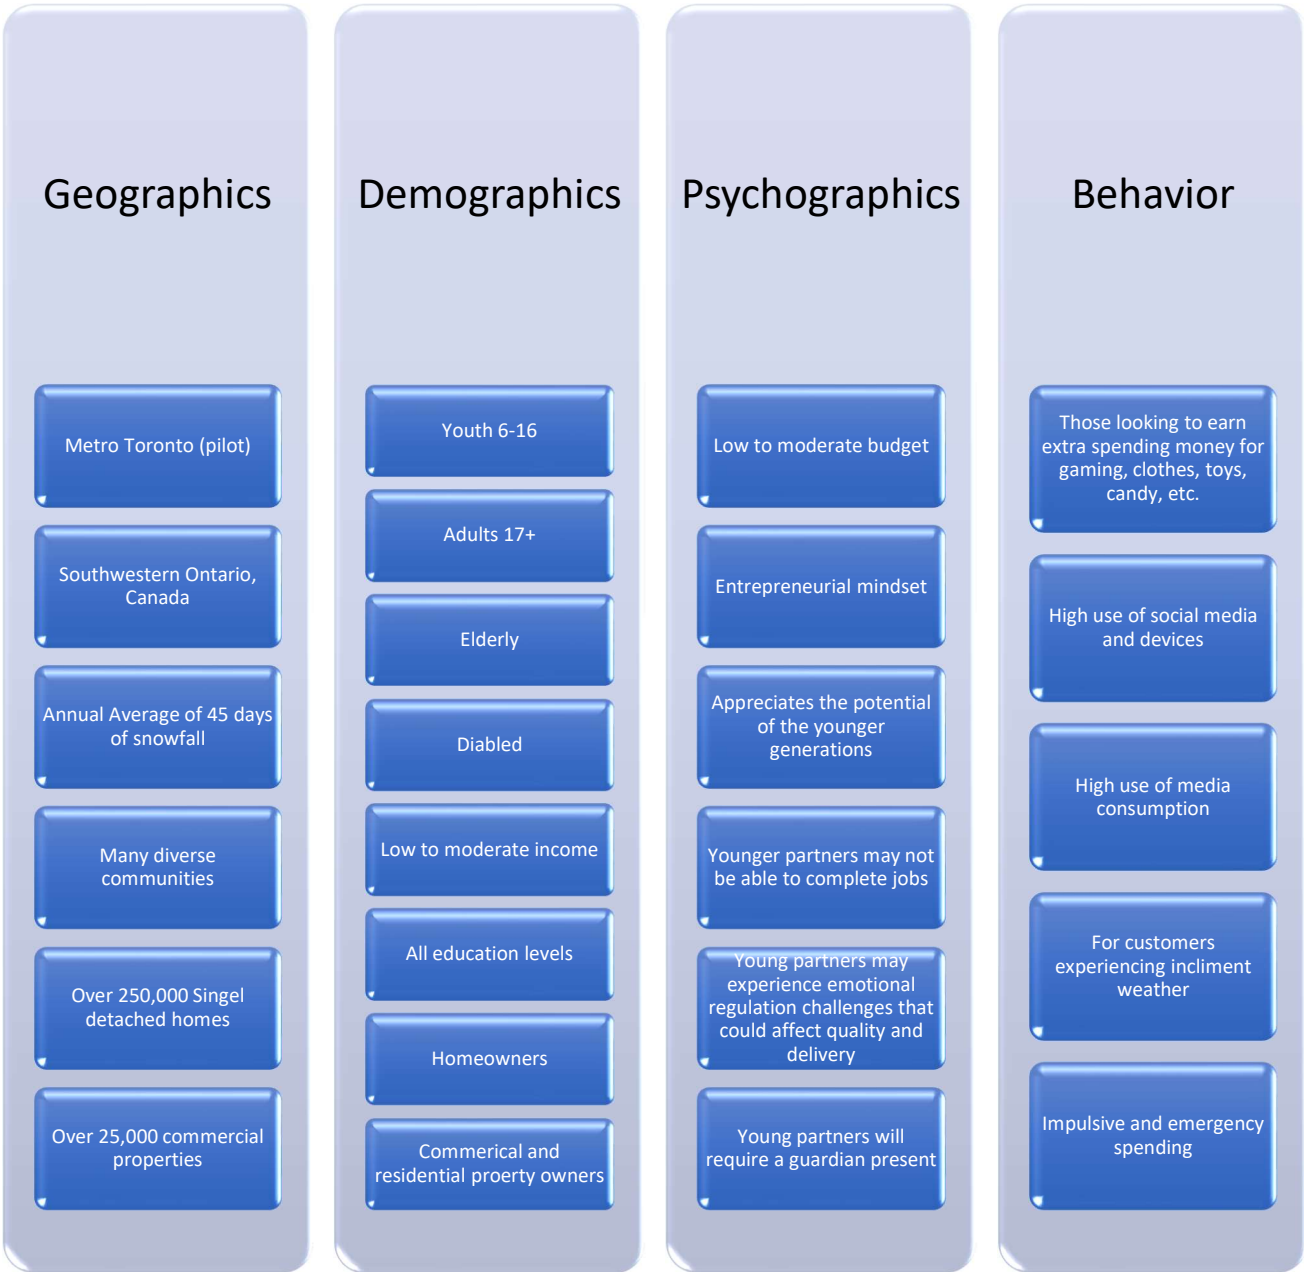 Geographics
Metro Toronto (pilot)
Southwestern Ontario,
Canada
Annual Average of 45 days
of snowfall
Many diverse
communities
Over 250,000 Singel
detached homes
Over 25,000 commercial
properties
Demographics
Youth 6-16
Adults 17+
Elderly
Diabled
Low to moderate income
All education levels
Homeowners
Commerical and
residential proerty owners
Psychographics
Low to moderate budget
Entrepreneurial mindset
Appreciates the potential
of the younger
generations
Younger partners may not
be able to complete jobs
Young partners may
experience emotional
regulation challenges that
could affect quality and
delivery
Young partners will
require a guardian present
Behavior
Those looking to earn
extra spending money for
gaming, clothes, toys,
candy, etc.
High use of social media
and devices
High use of media
consumption
For customers
experiencing incliment
weather
Impulsive and emergency
spending